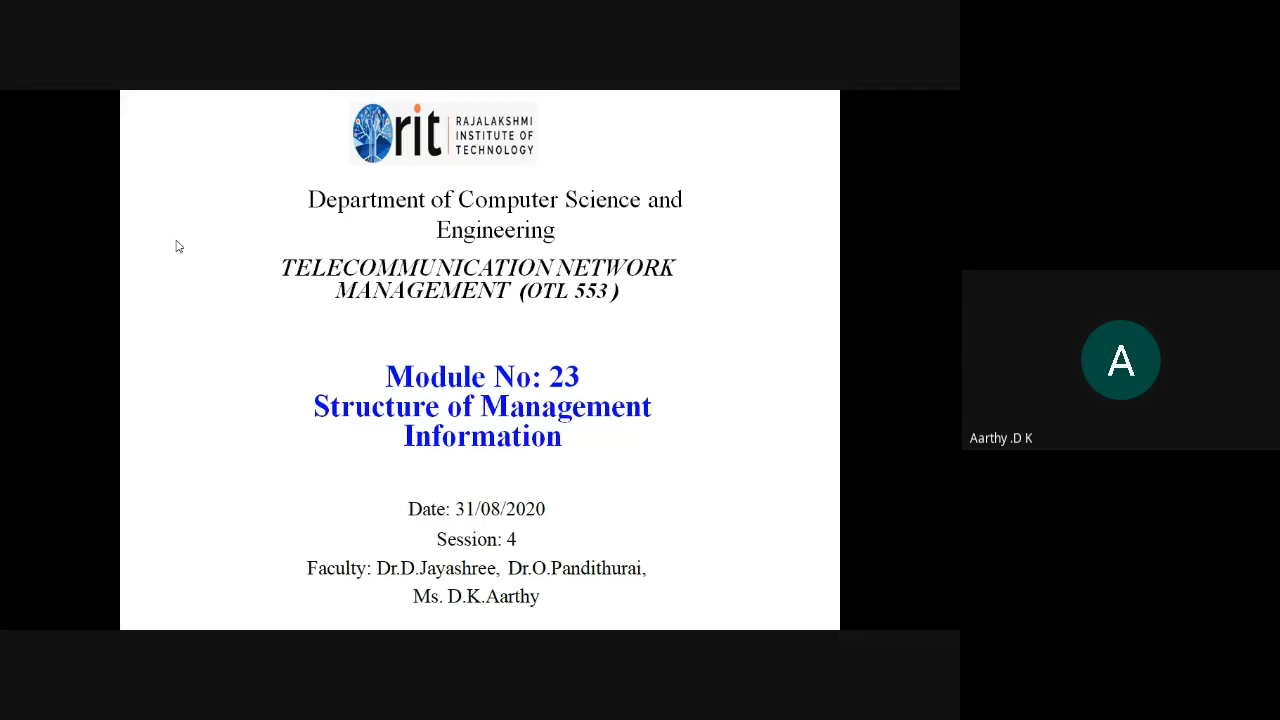 rit
RAJALAKSHMI
INSTITUTE OF
TECHNOLOGY
Department of Computer Science and
Engineering
TELECOMMUNICATION NETWORK
MANAGEMENT (OTL 553)
Module No: 23
Structure of Management
Information
Date: 31/08/2020
Session: 4
Faculty: Dr.D.Jayashree, Dr.O.Pandithurai,
Ms. D.K.Aarthy
A
Aarthy .D K